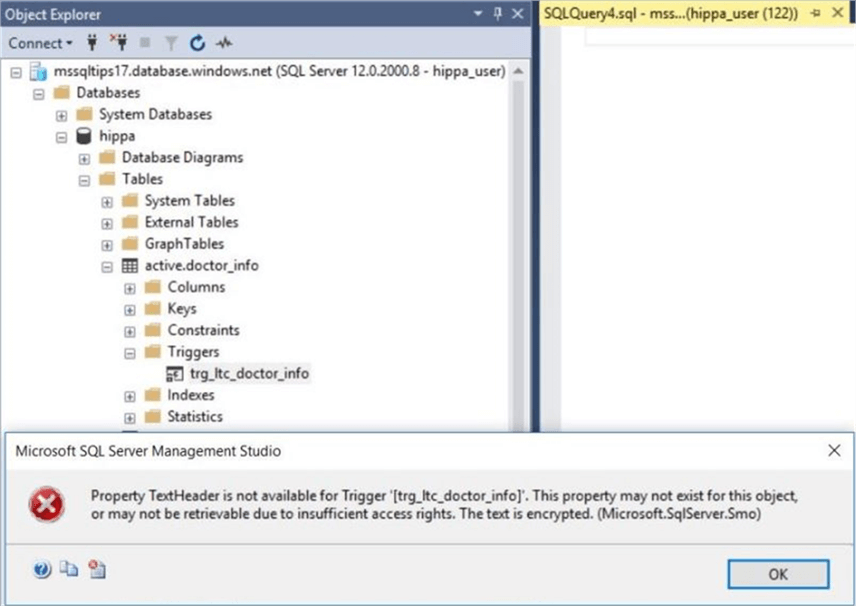 Object Explorer
SQLQuery4.sql - mss...(hippa_user (122))
Connect
mssqltips17.database.windows.net (SQL Server 12.0.2000.8 - hippa_user)
Databases
System Databases
hippa
Database Diagrams
Tables
System Tables
External Tables
GraphTables
active.doctor_info
Columns
Keys
Constraints
Triggers
trg_ltc_doctor_info
Indexes
Statistics
Microsoft SQL Server Management Studio
Property TextHeader is not available for Trigger '[trg_ltc_doctor_info]'. This property may not exist for this object,
or may not be retrievable due to insufficient access rights. The text is encrypted. (Microsoft.SqlServer.Smo)
OK